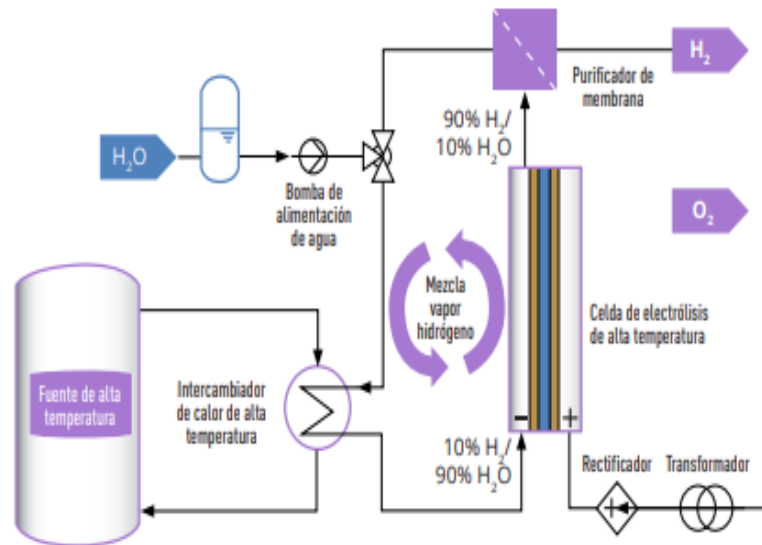 H₂
Purificador de
membrana
90% H₂/
10% H₂O
H₂O
Bomba de
alimentación
de agua
O₂
Mezcla
vapor
hidrógeno
Celda de electrólisis
de alta temperatura
Fuente de alta
temperatura
Intercambiador
de calor de alta
temperatura
− +
10% H₂/
90% H₂O
Rectificador
Transformador